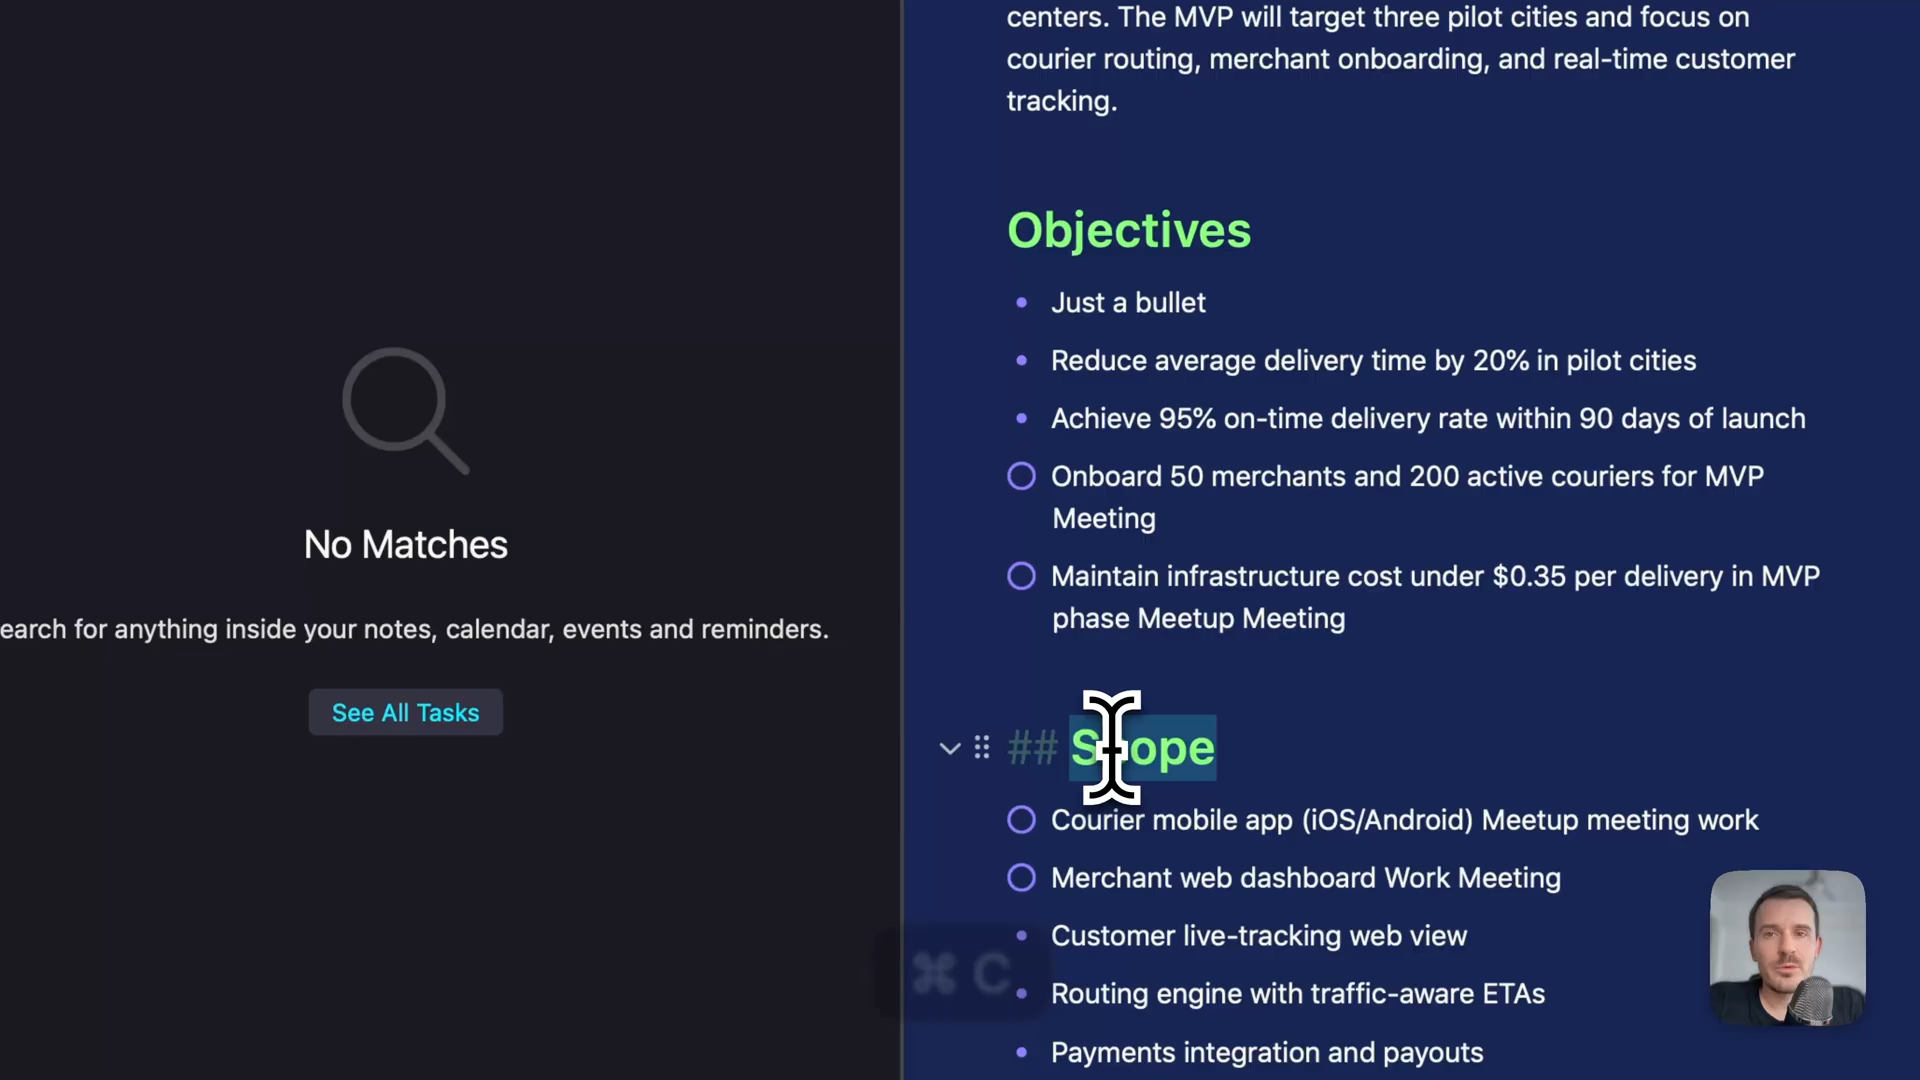 No Matches
earch for anything inside your notes, calendar, events and reminders.
See All Tasks
centers. The MVP will target three pilot cities and focus on
courier routing, merchant onboarding, and real-time customer
tracking.
Objectives
• Just a bullet
• Reduce average delivery time by 20% in pilot cities
• Achieve 95% on-time delivery rate within 90 days of launch
Onboard 50 merchants and 200 active couriers for MVP
Meeting
Maintain infrastructure cost under $0.35 per delivery in MVP
phase Meetup Meeting
## Scope
Courier mobile app (iOS/Android) Meetup meeting work
Merchant web dashboard Work Meeting
• Customer live-tracking web view
⌘ C
• Routing engine with traffic-aware ETAs
• Payments integration and payouts